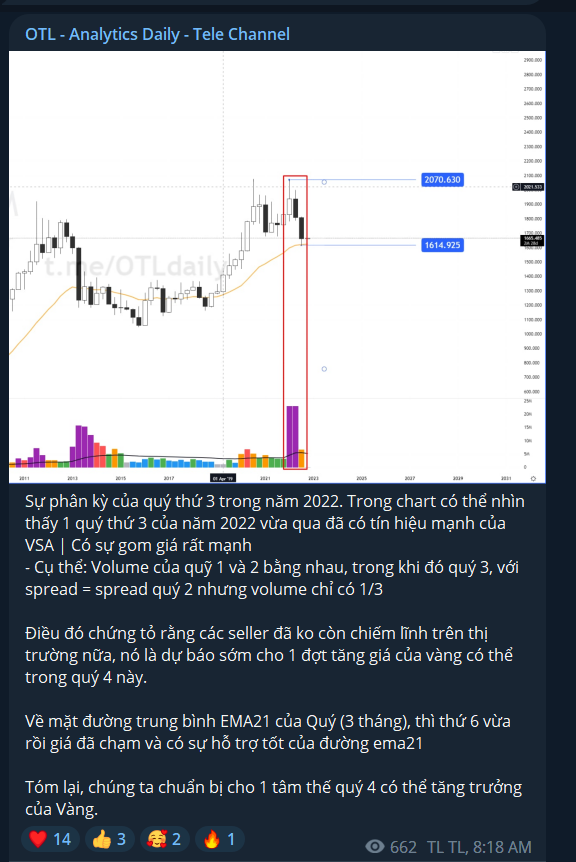 OTL - Analytics Daily - Tele Channel
2900.000
2800.000
2700.000
2600.000
2500.000
2400.000
2300.000
2200.000
2100.000
2070.630
2021.533
1900.000
1800.000
1700.000
1665.485
1614.925
1500.000
1400.000
1300.000
1200.000
1100.000
1000.000
900.000
800.000
700.000
600.000
t.me/OTLdaily
25M
20M
15M
10M
5M
0
2011 2013 2015 2017 01 Apr '19 2021 2023 2025 2027 2029 2031
Sự phân kỳ của quý thứ 3 trong năm 2022. Trong chart có thể nhìn
thấy 1 quý thứ 3 của năm 2022 vừa qua đã có tín hiệu mạnh của
VSA | Có sự gom giá rất mạnh
- Cụ thể: Volume của quỹ 1 và 2 bằng nhau, trong khi đó quý 3, với
spread = spread quý 2 nhưng volume chỉ có 1/3
Điều đó chứng tỏ rằng các seller đã ko còn chiếm lĩnh trên thị
trường nữa, nó là dự báo sớm cho 1 đợt tăng giá của vàng có thể
trong quý 4 này.
Về mặt đường trung bình EMA21 của Quý (3 tháng), thì thứ 6 vừa
rồi giá đã chạm và có sự hỗ trợ tốt của đường ema21
Tóm lại, chúng ta chuẩn bị cho 1 tâm thế quý 4 có thể tăng trưởng
của Vàng.
14 3 2 1
662 TL TL, 8:18 AM